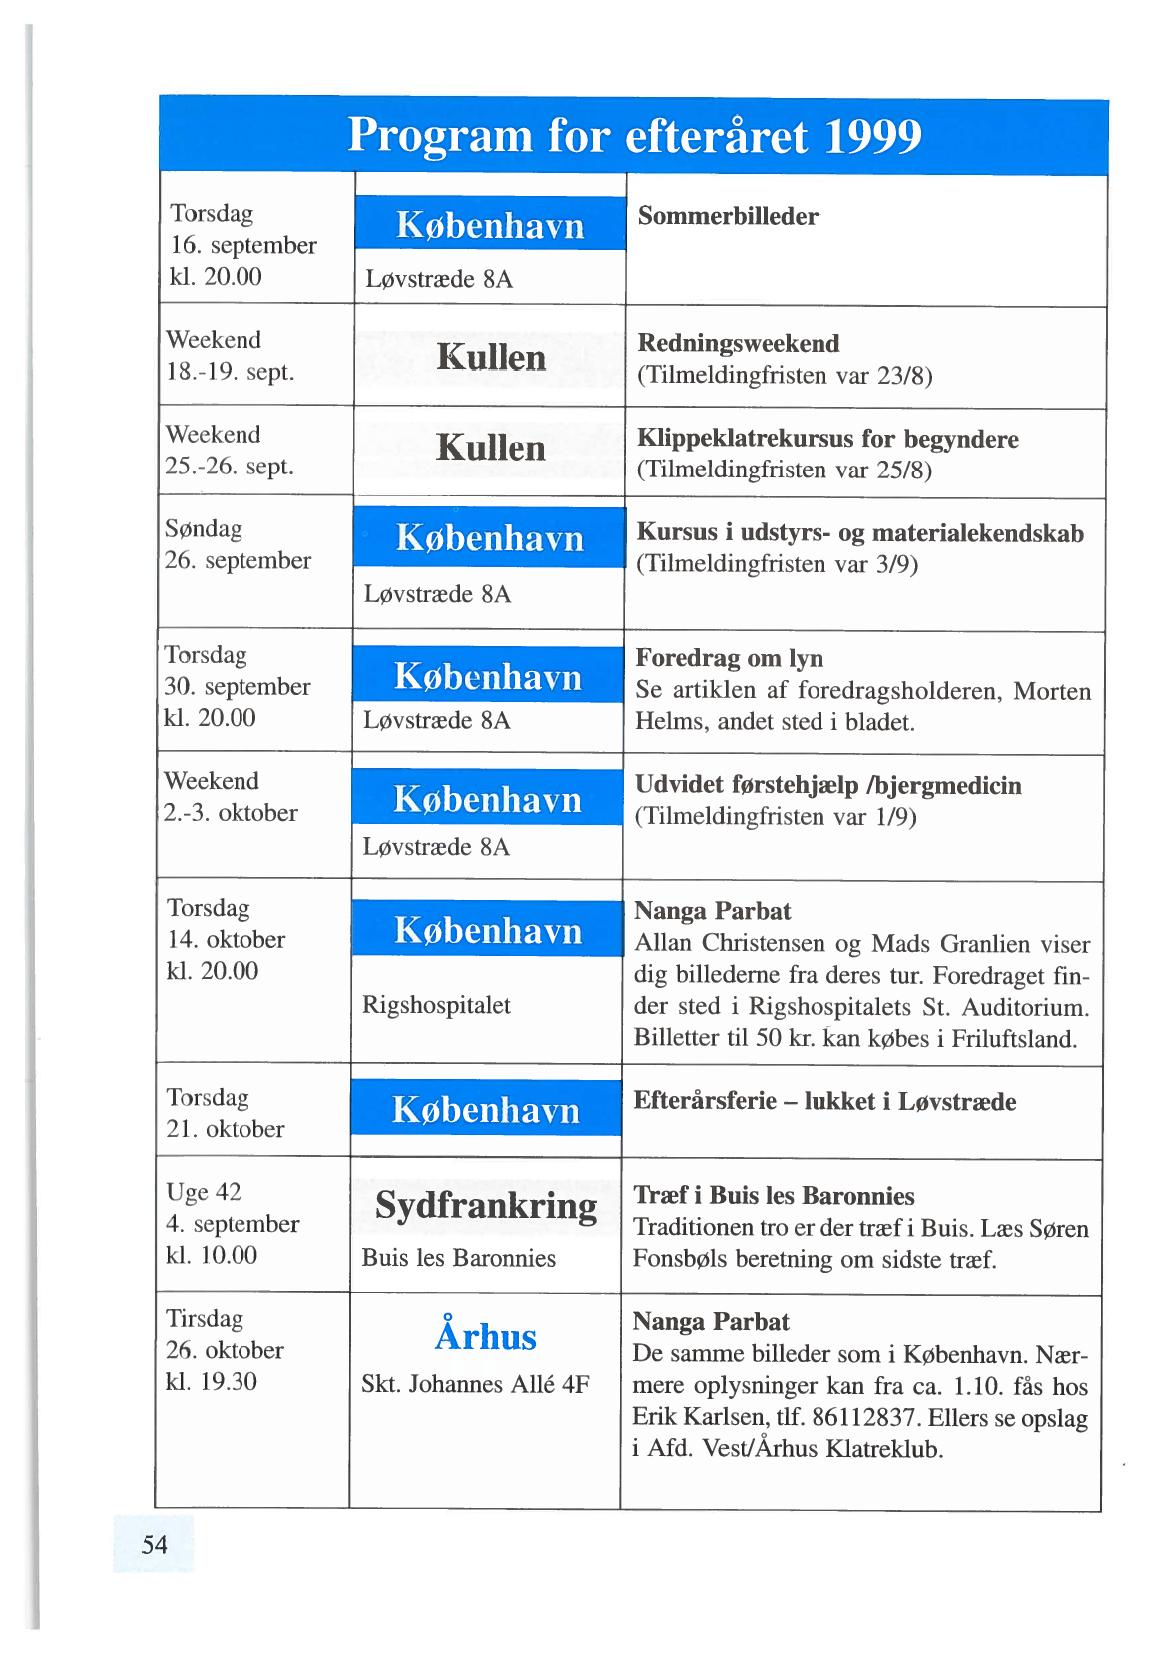 Program for efteråret 1999
Torsdag
16. september
kl. 20.00
København
Løvstræde 8A
Sommerbilleder
Weekend
18.-19. sept.
Kullen
Redningsweekend
(Tilmeldingfristen var 23/8)
Weekend
25.-26. sept.
Kullen
Klippeklatrekursus for begyndere
(Tilmeldingfristen var 25/8)
Søndag
26. september
København
Løvstræde 8A
Kursus i udstyrs- og materialekendskab
(Tilmeldingfristen var 3/9)
Torsdag
30. september
kl. 20.00
København
Løvstræde 8A
Foredrag om lyn
Se artiklen af foredragsholderen, Morten
Helms, andet sted i bladet.
Weekend
2.-3. oktober
København
Løvstræde 8A
Udvidet førstehjælp /bjergmedicin
(Tilmeldingfristen var 1/9)
Torsdag
14. oktober
kl. 20.00
København
Rigshospitalet
Nanga Parbat
Allan Christensen og Mads Granlien viser
dig billederne fra deres tur. Foredraget fin-
der sted i Rigshospitalets St. Auditorium.
Billetter til 50 kr. kan købes i Friluftsland.
Torsdag
21. oktober
København
Efterårsferie – lukket i Løvstræde
Uge 42
4. september
kl. 10.00
Sydfrankring
Buis les Baronnies
Træf i Buis les Baronnies
Traditionen tro er der træf i Buis. Læs Søren
Fonsbøls beretning om sidste træf.
Tirsdag
26. oktober
kl. 19.30
Århus
Skt. Johannes Allé 4F
Nanga Parbat
De samme billeder som i København. Nær-
mere oplysninger kan fra ca. 1.10. fås hos
Erik Karlsen, tlf. 86112837. Ellers se opslag
i Afd. Vest/Århus Klatreklub.
54